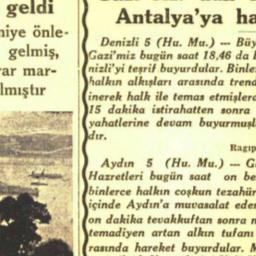 geldi
niye önle-
gelmiş,
ar mar-
lmıştır
Antalya'ya ha
Denizli 5 (Hu. Mu.) — Büy
Gazi'miz bugün saat 18,46 da
nizli'yi teşrif buyurdular. Binle
halkın alkışları arasında tren
inerek halk ile temas etmişler
15 dakika istirahatten sonra
yahatlerine devam buyurmuşl
dır.
Ragıp
Aydın 5 (Hu. Mu.) — G
Hazretleri bugün saat on be
binlerce halkın coşkun tezahür
içinde Aydın'a muvasalat eder
on dakika tevakkuftan sonra
temadiyen artan alkın tufanı
rasında hareket buyurdular.